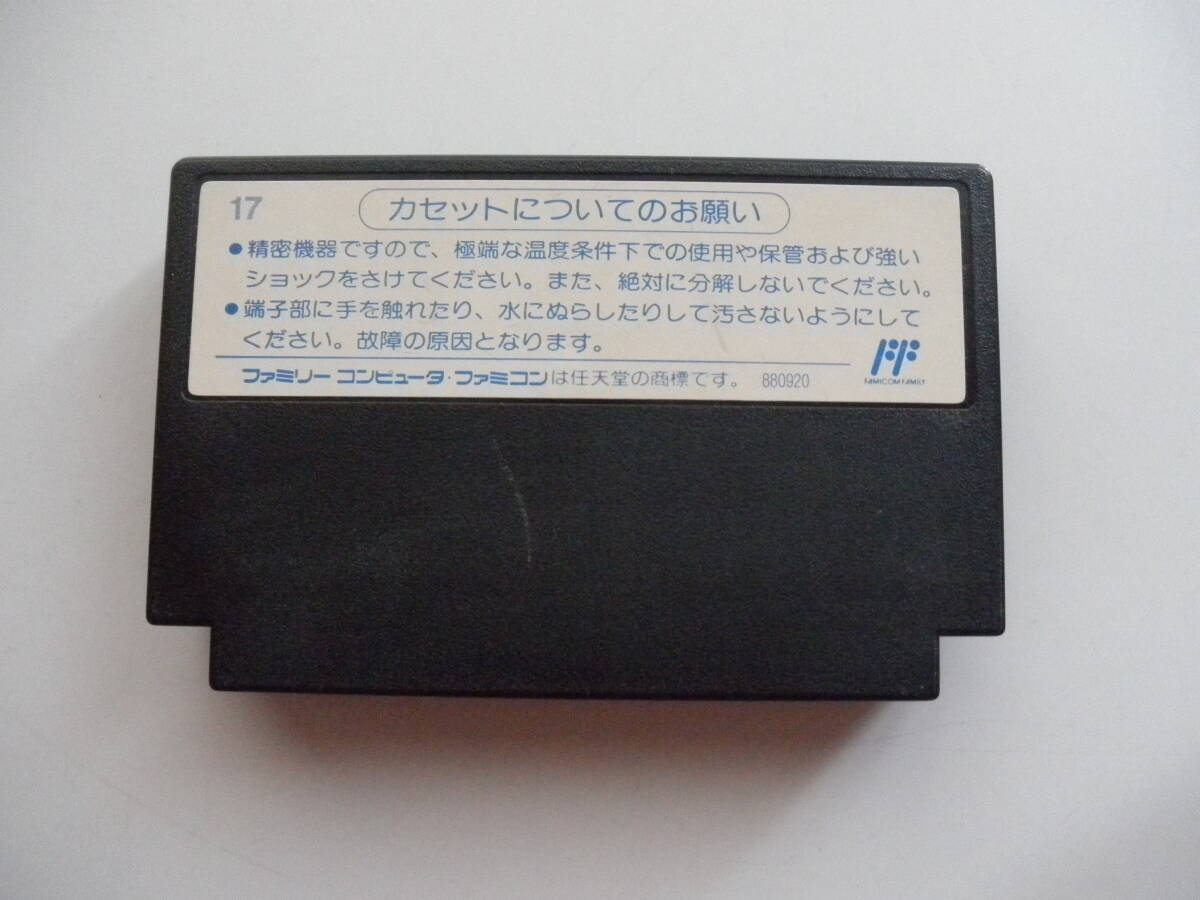 17
カセットについてのお願い
●精密機器ですので、極端な温度条件下での使用や保管および強い
ショックをさけてください。また、絶対に分解しないでください。
●端子部に手を触れたり、水にぬらしたりして汚さないようにして
ください。故障の原因となります。
ファミリーコンピュータ・ファミコンは任天堂の商標です。 880920
FAMICOM FAMILY